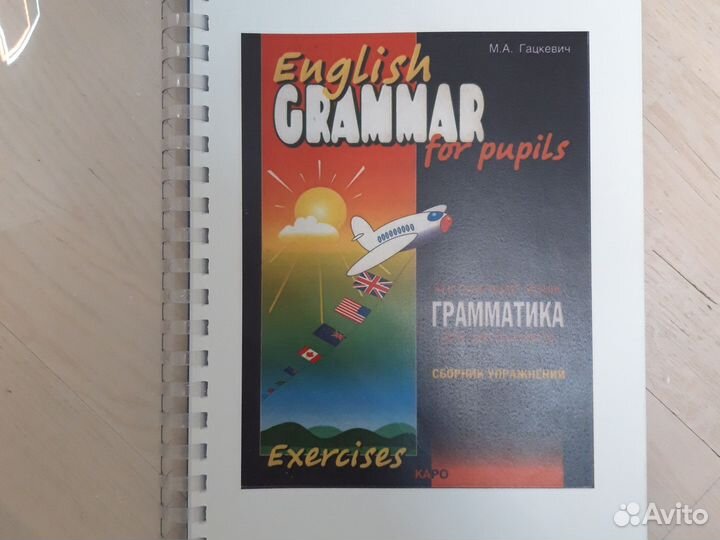 М.А. Гацкевич
English
GRAMMAR
for pupils
ГРАММАТИКА
СБОРНИК УПРАЖНЕНИЙ
Exercises
КАРО
Avito